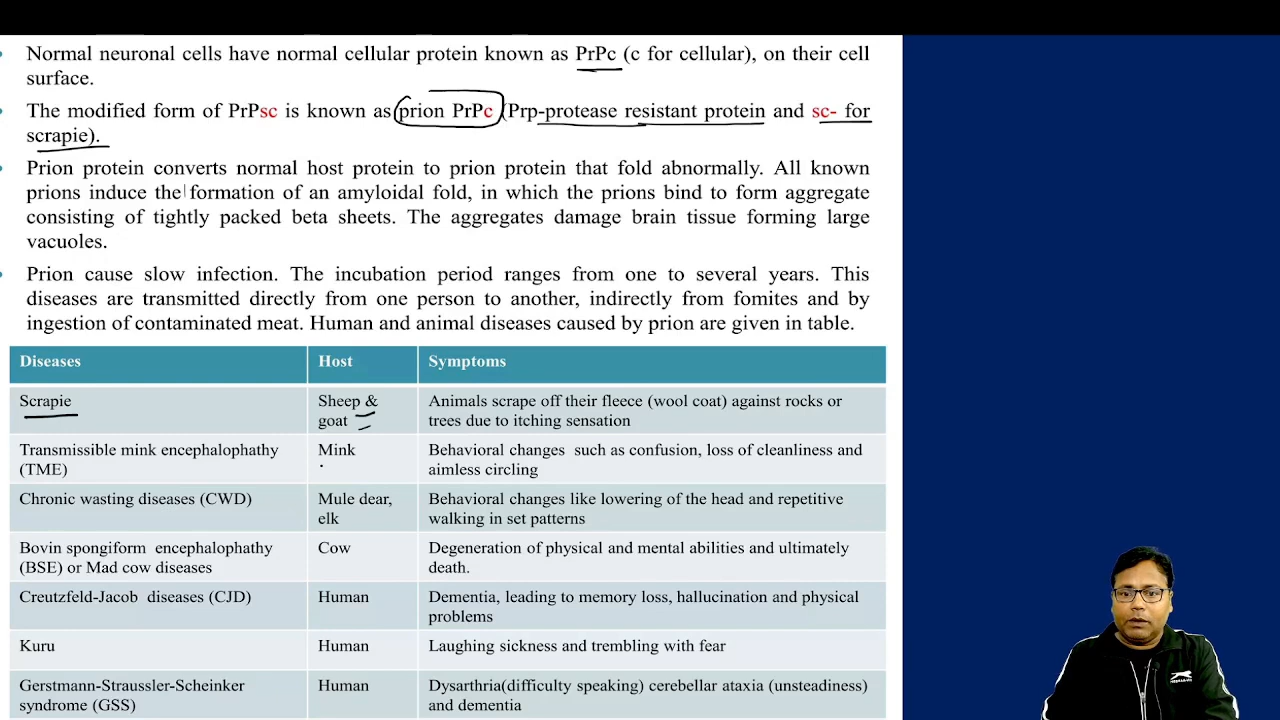 Normal neuronal cells have normal cellular protein known as PrPc (c for cellular), on their cell
surface.
The modified form of PrPsc is known as prion PrPc (Prp-protease resistant protein and sc- for
scrapie).
Prion protein converts normal host protein to prion protein that fold abnormally. All known
prions induce the formation of an amyloidal fold, in which the prions bind to form aggregate
consisting of tightly packed beta sheets. The aggregates damage brain tissue forming large
vacuoles.
Prion cause slow infection. The incubation period ranges from one to several years. This
diseases are transmitted directly from one person to another, indirectly from fomites and by
ingestion of contaminated meat. Human and animal diseases caused by prion are given in table.
Diseases Host Symptoms
Scrapie Sheep & Animals scrape off their fleece (wool coat) against rocks or
goat trees due to itching sensation
Transmissible mink encephalopathy Mink Behavioral changes such as confusion, loss of cleanliness and
(TME) aimless circling
Chronic wasting diseases (CWD) Mule dear, Behavioral changes like lowering of the head and repetitive
elk walking in set patterns
Bovin spongiform encephalopathy Cow Degeneration of physical and mental abilities and ultimately
(BSE) or Mad cow diseases death.
Creutzfeld-Jacob diseases (CJD) Human Dementia, leading to memory loss, hallucination and physical
problems
Kuru Human Laughing sickness and trembling with fear
Gerstmann-Straussler-Scheinker Human Dysarthria(difficulty speaking) cerebellar ataxia (unsteadiness)
syndrome (GSS) and dementia